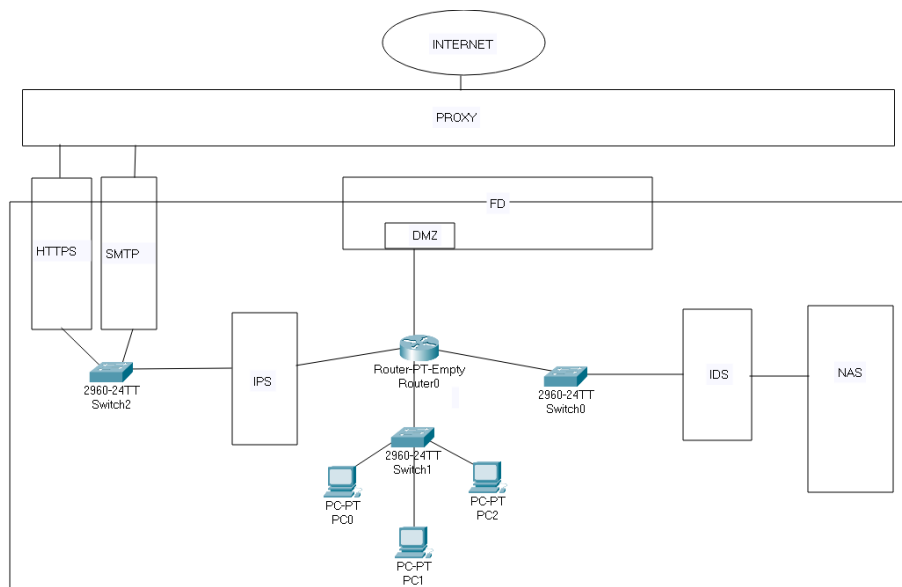 INTERNET
PROXY
FD
DMZ
HTTPS
SMTP
IPS
Router-PT-Empty
Router0
IDS
NAS
2960-24TT
Switch2
2960-24TT
Switch0
2960-24TT
Switch1
PC-PT
PC0
PC-PT
PC2
PC-PT
PC1